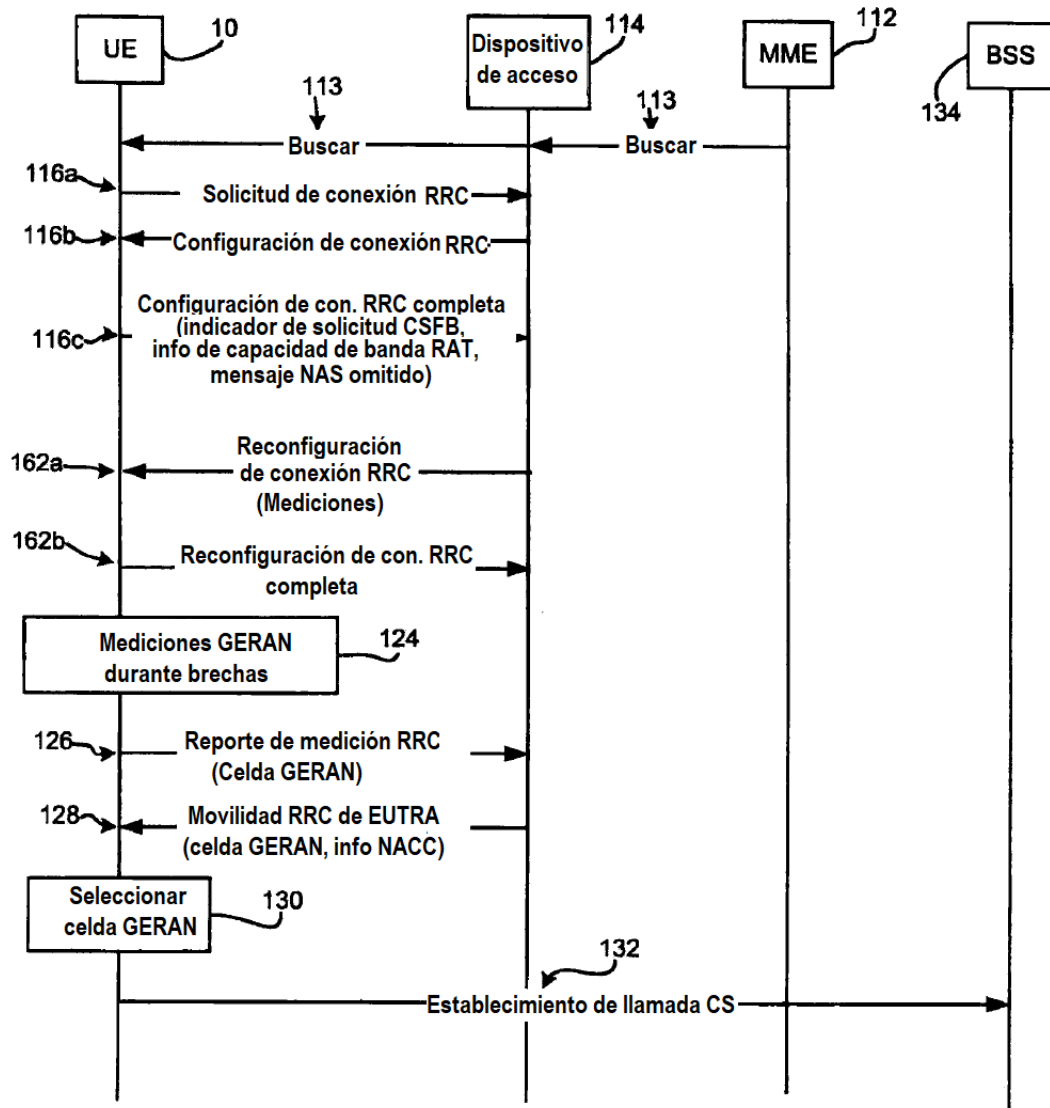 UE
10
Dispositivo
de acceso
114
MME
112
BSS
134
113
Buscar
113
Buscar
116a
Solicitud de conexión RRC
116b
Configuración de conexión RRC
116c
Configuración de con. RRC completa
(indicador de solicitud CSFB,
info de capacidad de banda RAT,
mensaje NAS omitido)
162a
Reconfiguración
de conexión RRC
(Mediciones)
162b
Reconfiguración de con. RRC
completa
Mediciones GERAN
durante brechas
124
126
Reporte de medición RRC
(Celda GERAN)
128
Movilidad RRC de EUTRA
(celda GERAN, info NACC)
Seleccionar
celda GERAN
130
132
Establecimiento de llamada CS